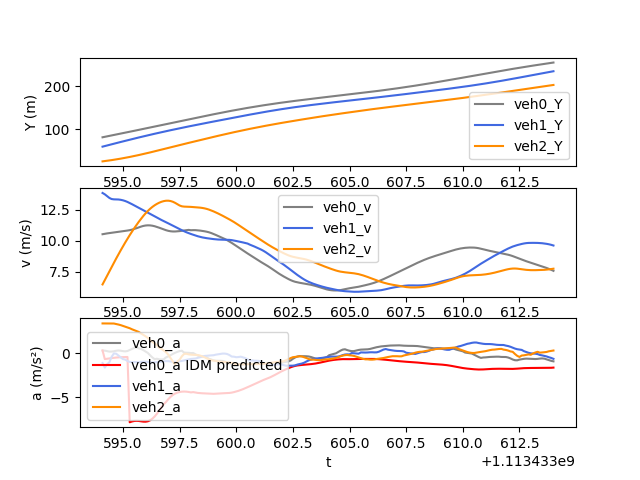 Y (m)
200
100
veh0_Y
veh1_Y
veh2_Y
595.0 597.5 600.0 602.5 605.0 607.5 610.0 612.5
v (m/s)
12.5
10.0
7.5
veh0_v
veh1_v
veh2_v
595.0 597.5 600.0 602.5 605.0 607.5 610.0 612.5
a (m/s²)
0
−5
veh0_a
veh0_a IDM predicted
veh1_a
veh2_a
595.0 597.5 600.0 602.5 605.0 607.5 610.0 612.5
t
+1.113433e9